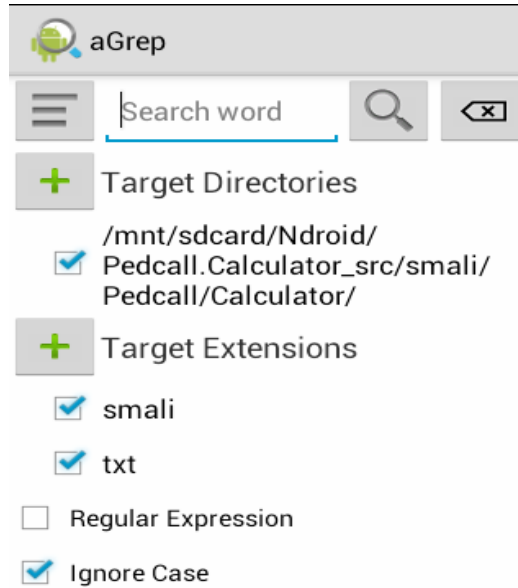 aGrep
Search word
Target Directories
/mnt/sdcard/Ndroid/
Pedcall.Calculator_src/smali/
Pedcall/Calculator/
Target Extensions
smali
txt
Regular Expression
Ignore Case